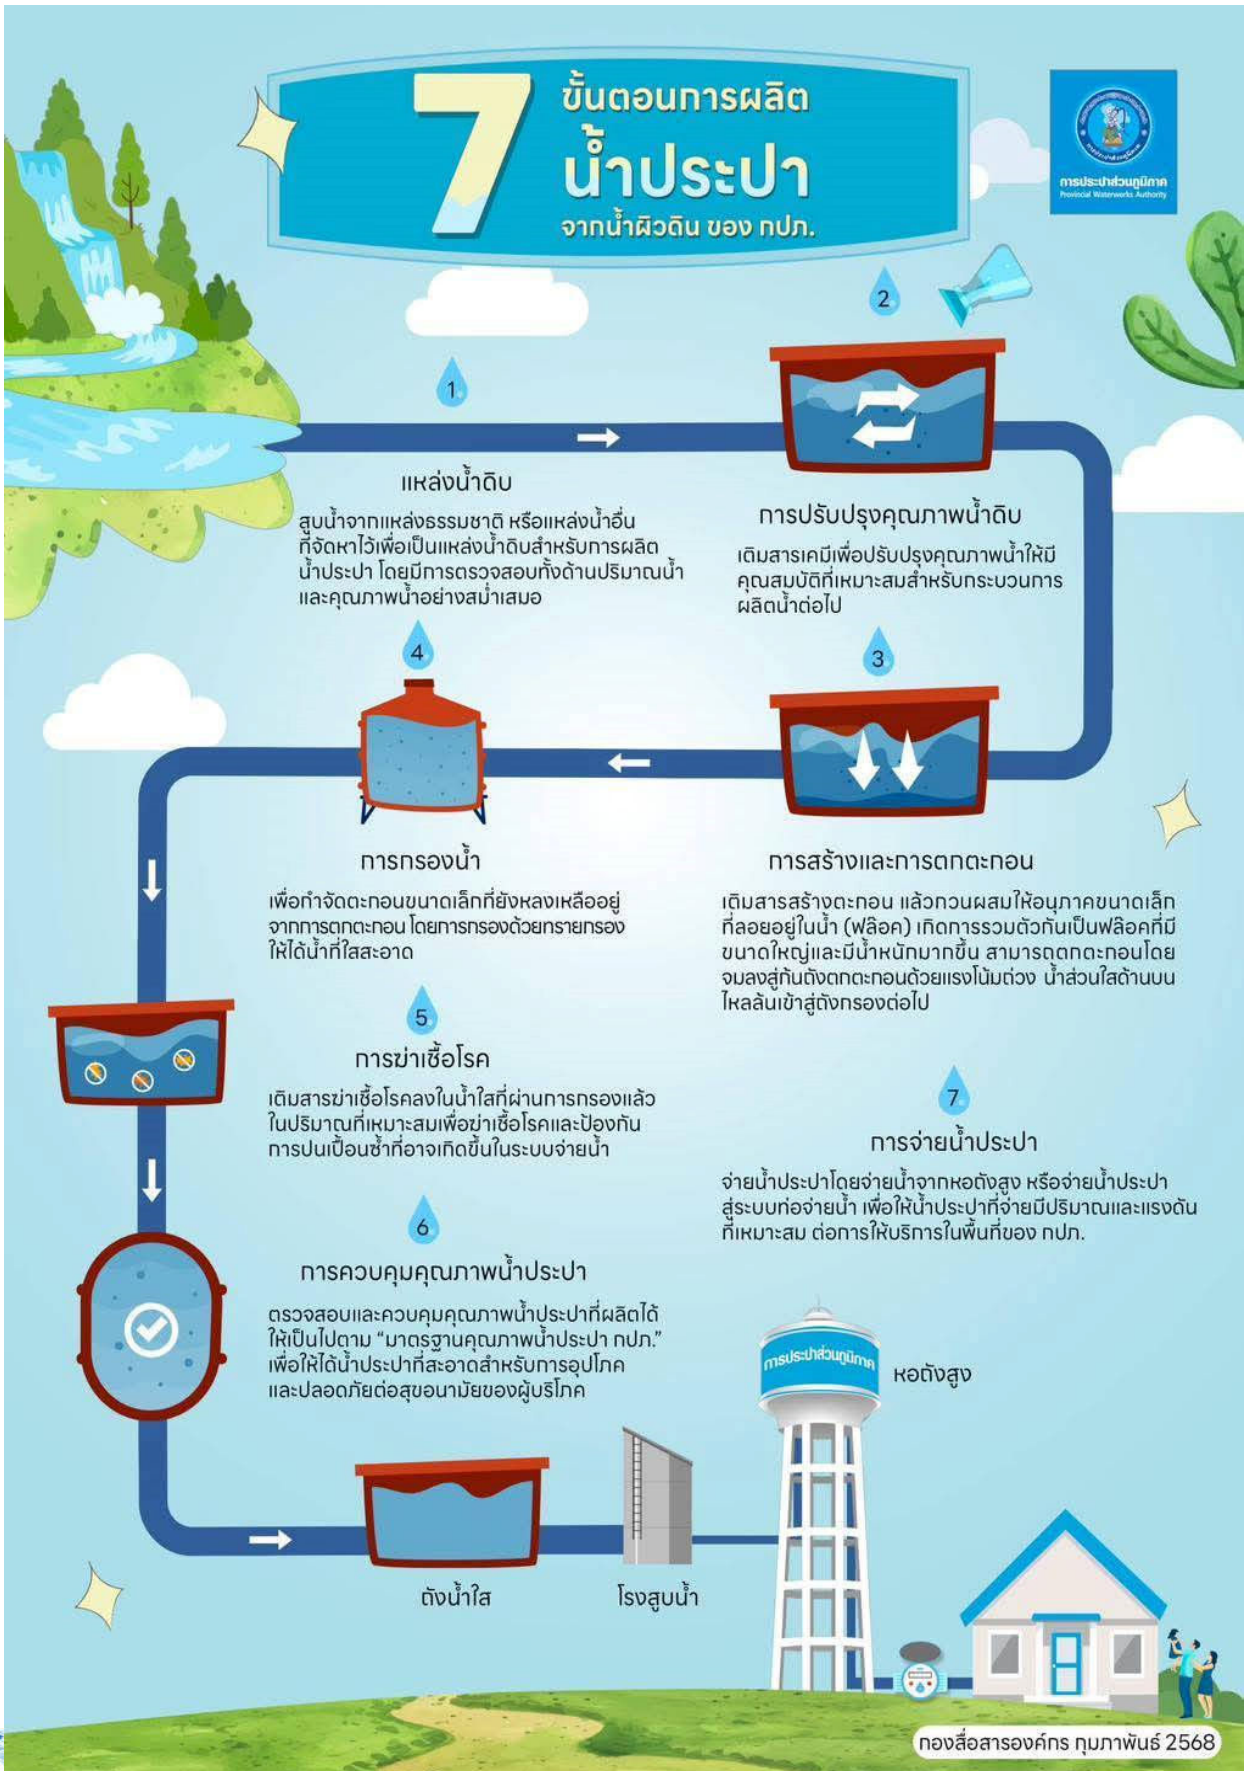 7
ขั้นตอนการผลิต
น้ำประปา
จากน้ำผิวดิน ของ กปภ.
การประปาส่วนภูมิภาค
Provincial Waterworks Authority
1.
แหล่งน้ำดิบ
สูบน้ำจากแหล่งธรรมชาติ หรือแหล่งน้ำอื่น
ที่จัดหาไว้เพื่อเป็นแหล่งน้ำดิบสำหรับการผลิต
น้ำประปา โดยมีการตรวจสอบทั้งด้านปริมาณน้ำ
และคุณภาพน้ำอย่างสม่ำเสมอ
2
การปรับปรุงคุณภาพน้ำดิบ
เติมสารเคมีเพื่อปรับปรุงคุณภาพน้ำให้มี
คุณสมบัติที่เหมาะสมสำหรับกระบวนการ
ผลิตน้ำต่อไป
3.
การสร้างและการตกตะกอน
เติมสารสร้างตะกอน แล้วกวนผสมให้อนุภาคขนาดเล็ก
ที่ลอยอยู่ในน้ำ (ฟล๊อค) เกิดการรวมตัวกันเป็นฟล๊อคที่มี
ขนาดใหญ่และมีน้ำหนักมากขึ้น สามารถตกตะกอนโดย
จมลงสู่ก้นถังตกตะกอนด้วยแรงโน้มถ่วง น้ำส่วนใสด้านบน
ไหลล้นเข้าสู่ถังกรองต่อไป
4.
การกรองน้ำ
เพื่อกำจัดตะกอนขนาดเล็กที่ยังหลงเหลืออยู่
จากการตกตะกอน โดยการกรองด้วยทรายกรอง
ให้ได้น้ำที่ใสสะอาด
5.
การฆ่าเชื้อโรค
เติมสารฆ่าเชื้อโรคลงในน้ำใสที่ผ่านการกรองแล้ว
ในปริมาณที่เหมาะสมเพื่อฆ่าเชื้อโรคและป้องกัน
การปนเปื้อนซ้ำที่อาจเกิดขึ้นในระบบจ่ายน้ำ
6
การควบคุมคุณภาพน้ำประปา
ตรวจสอบและควบคุมคุณภาพน้ำประปาที่ผลิตได้
ให้เป็นไปตาม “มาตรฐานคุณภาพน้ำประปา กปภ.”
เพื่อให้ได้น้ำประปาที่สะอาดสำหรับการอุปโภค
และปลอดภัยต่อสุขอนามัยของผู้บริโภค
7.
การจ่ายน้ำประปา
จ่ายน้ำประปาโดยจ่ายน้ำจากหอถังสูง หรือจ่ายน้ำประปา
สู่ระบบท่อจ่ายน้ำ เพื่อให้น้ำประปาที่จ่ายมีปริมาณและแรงดัน
ที่เหมาะสม ต่อการให้บริการในพื้นที่ของ กปภ.
การประปาส่วนภูมิภาค
หอถังสูง
ถังน้ำใส
โรงสูบน้ำ
กองสื่อสารองค์กร กุมภาพันธ์ 2568